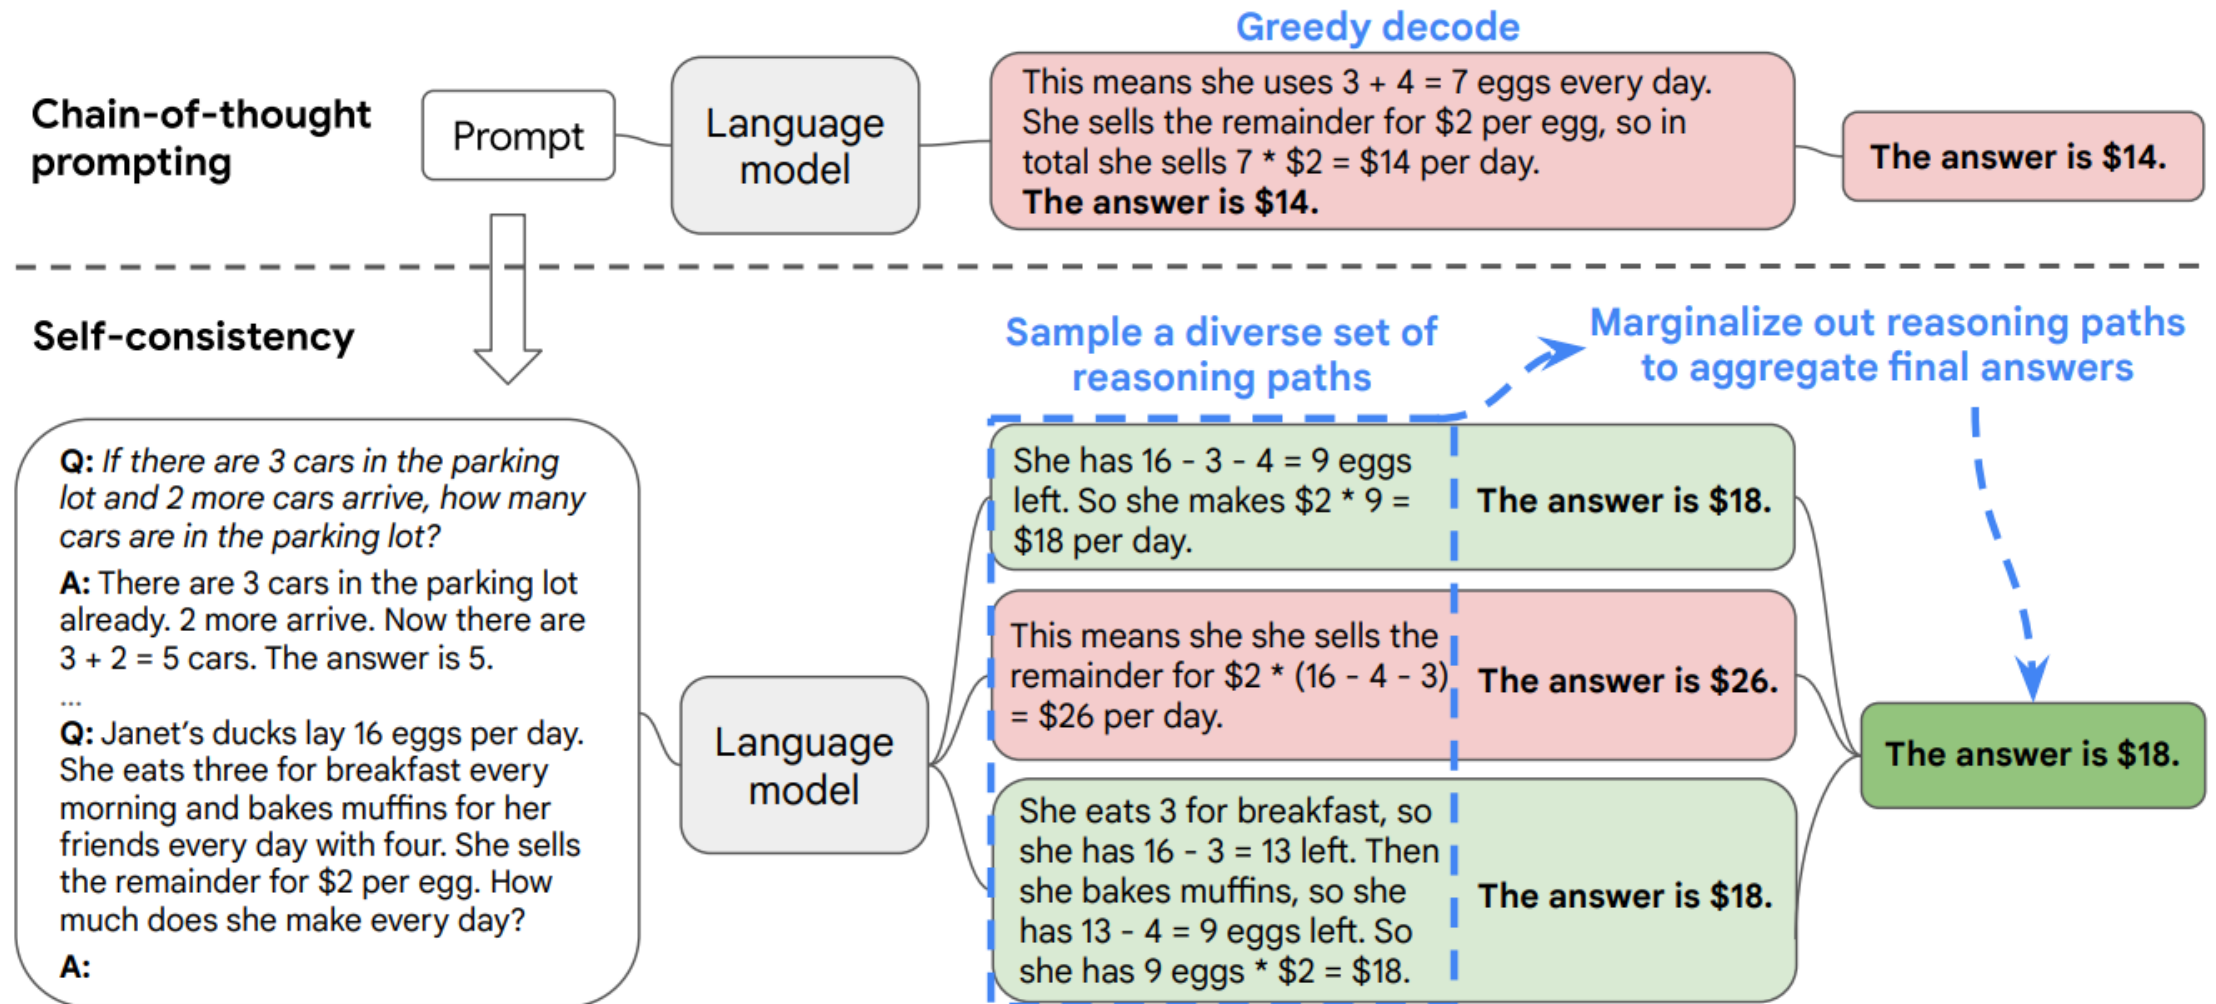 Greedy decode
Chain-of-thought
prompting
Prompt
Language
model
This means she uses 3 + 4 = 7 eggs every day.
She sells the remainder for $2 per egg, so in
total she sells 7 * $2 = $14 per day.
The answer is $14.
The answer is $14.
Self-consistency
Sample a diverse set of
reasoning paths
Marginalize out reasoning paths
to aggregate final answers
Q: If there are 3 cars in the parking
lot and 2 more cars arrive, how many
cars are in the parking lot?
A: There are 3 cars in the parking lot
already. 2 more arrive. Now there are
3 + 2 = 5 cars. The answer is 5.
...
Q: Janet’s ducks lay 16 eggs per day.
She eats three for breakfast every
morning and bakes muffins for her
friends every day with four. She sells
the remainder for $2 per egg. How
much does she make every day?
A:
Language
model
She has 16 - 3 - 4 = 9 eggs
left. So she makes $2 * 9 =
$18 per day.
The answer is $18.
This means she she sells the
remainder for $2 * (16 - 4 - 3)
= $26 per day.
The answer is $26.
She eats 3 for breakfast, so
she has 16 - 3 = 13 left. Then
she bakes muffins, so she
has 13 - 4 = 9 eggs left. So
she has 9 eggs * $2 = $18.
The answer is $18.
The answer is $18.